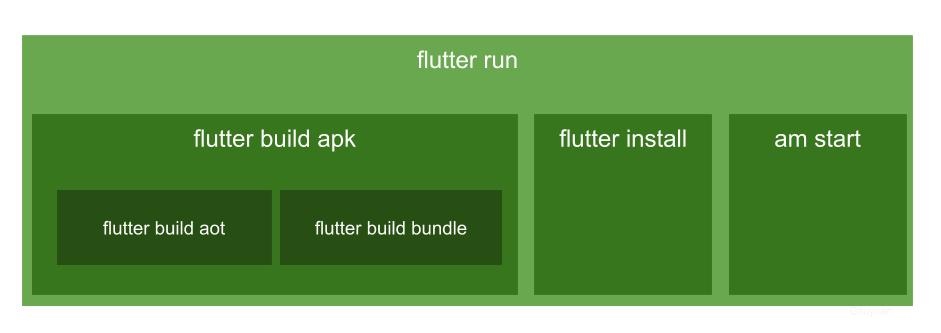 flutter run
flutter build apk
flutter install
am start
flutter build aot
flutter build bundle